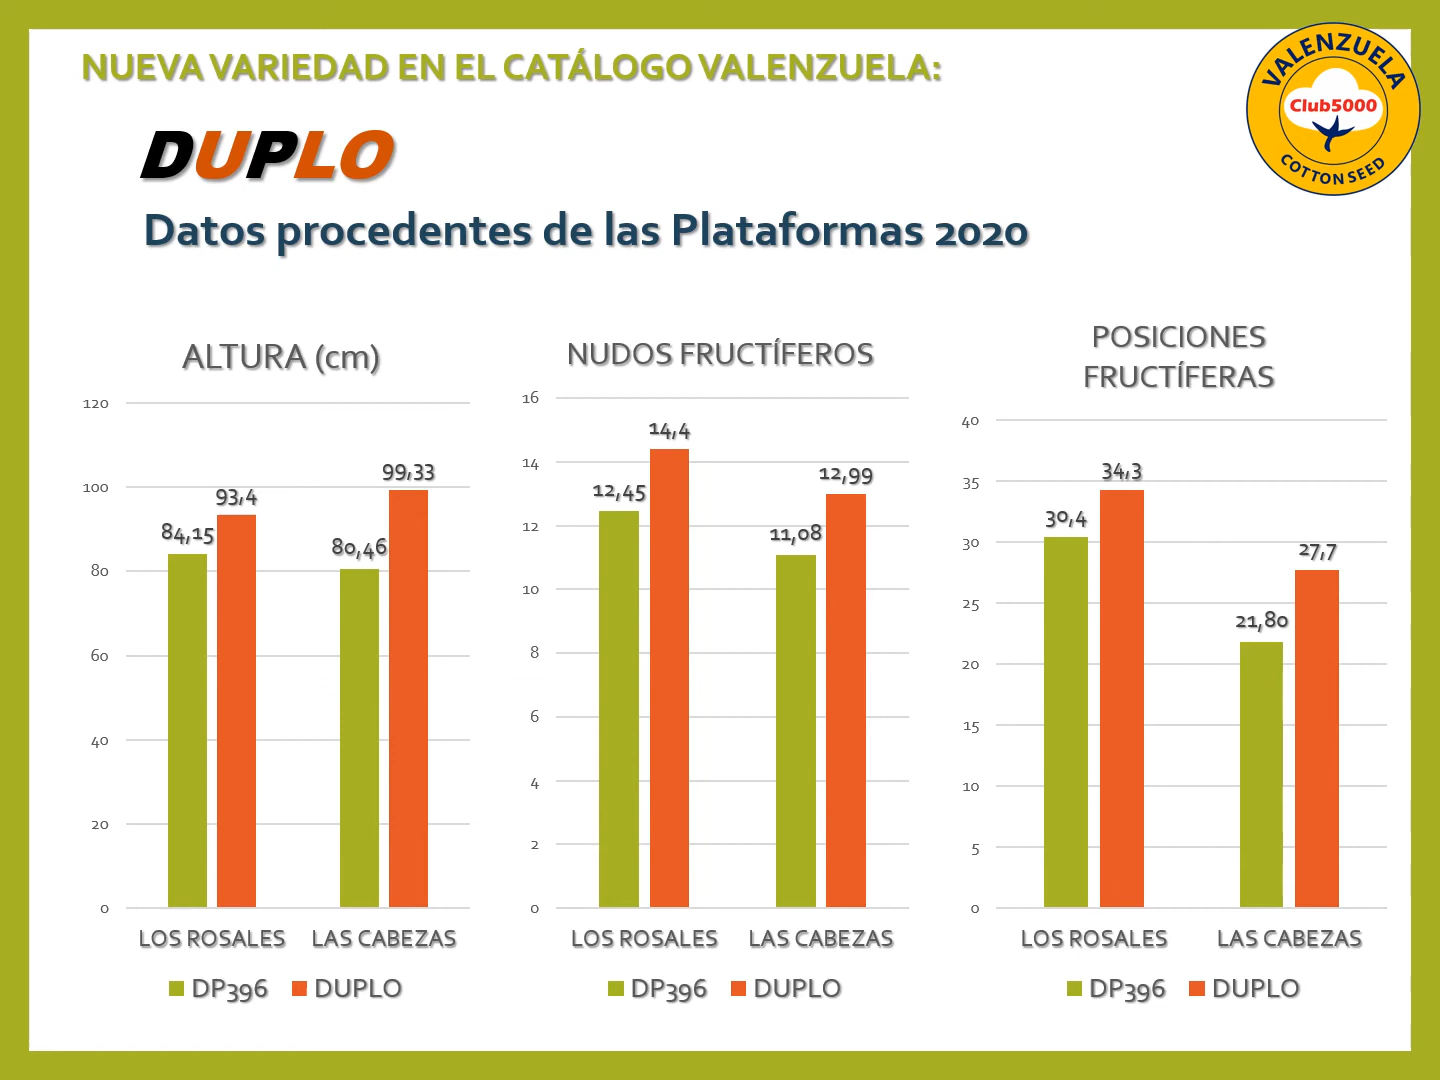 NUEVA VARIEDAD EN EL CATÁLOGO VALENZUELA:
VALENZUELA
Club5000
COTTON SEED
DUPLO
Datos procedentes de las Plataformas 2020
ALTURA (cm)
120
100
80
60
40
20
0
84,15
93,4
80,46
99,33
LOS ROSALES
LAS CABEZAS
DP396
DUPLO
NUDOS FRUCTÍFEROS
16
14
12
10
8
6
4
2
0
12,45
14,4
11,08
12,99
LOS ROSALES
LAS CABEZAS
DP396
DUPLO
POSICIONES
FRUCTÍFERAS
40
35
30
25
20
15
10
5
0
30,4
34,3
21,80
27,7
LOS ROSALES
LAS CABEZAS
DP396
DUPLO